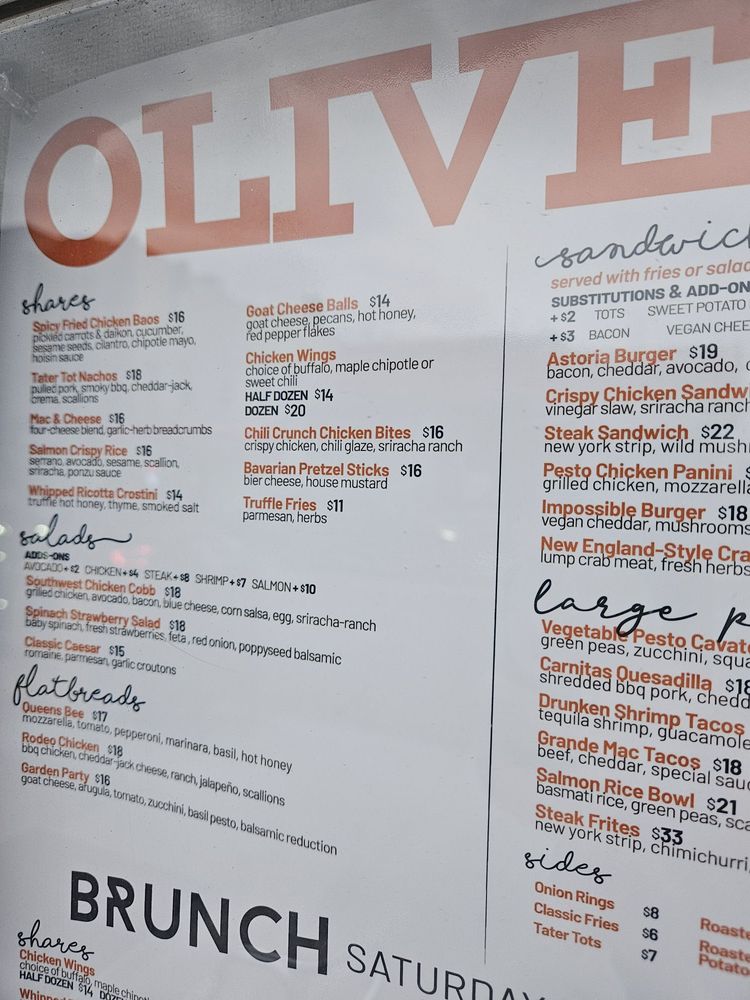 OLIVE
shares
Spicy Fried Chicken Baos $16
pickled carrots & daikon, cucumber,
sesame seeds, cilantro, chipotle mayo,
hoisin sauce
Tater Tot Nachos $18
pulled pork, smoky bbq, cheddar-jack,
crema, scallions
Mac & Cheese $16
four-cheese blend, garlic-herb breadcrumbs
Salmon Crispy Rice $16
serrano, avocado, sesame, scallion,
sriracha, ponzu sauce
Whipped Ricotta Crostini $14
truffle hot honey, thyme, smoked salt
Goat Cheese Balls $14
goat cheese, pecans, hot honey,
red pepper flakes
Chicken Wings
choice of buffalo, maple chipotle or
sweet chili
HALF DOZEN $14
DOZEN $20
Chili Crunch Chicken Bites $16
crispy chicken, chili glaze, sriracha ranch
Bavarian Pretzel Sticks $16
bier cheese, house mustard
Truffle Fries $11
parmesan, herbs
salads
ADDS-ONS
AVOCADO + $2 CHICKEN + $4 STEAK + $8 SHRIMP + $7 SALMON + $10
Southwest Chicken Cobb $18
grilled chicken, avocado, bacon, blue cheese, corn salsa, egg, sriracha-ranch
Spinach Strawberry Salad $18
baby spinach, fresh strawberries, feta, red onion, poppyseed balsamic
Classic Caesar $15
romaine, parmesan, garlic croutons
flatbreads
Queens Bee $17
mozzarella, tomato, pepperoni, marinara, basil, hot honey
Rodeo Chicken $18
bbq chicken, cheddar-jack cheese, ranch, jalapeño, scallions
Garden Party $16
goat cheese, arugula, tomato, zucchini, basil pesto, balsamic reduction
sandwic
served with fries or salad
SUBSTITUTIONS & ADD-ON
+ $2 TOTS SWEET POTATO
+ $3 BACON VEGAN CHEE
Astoria Burger $19
bacon, cheddar, avocado,
Crispy Chicken Sandw
vinegar slaw, sriracha ranch
Steak Sandwich $22
new york strip, wild mush
Pesto Chicken Panini
grilled chicken, mozzarella
Impossible Burger $18
vegan cheddar, mushrooms
New England-Style Cra
lump crab meat, fresh herbs
large p
Vegetable Pesto Cavat
green peas, zucchini, squa
Carnitas Quesadilla $18
shredded bbq pork, chedd
Drunken Shrimp Tacos
tequila shrimp, guacamole
Grande Mac Tacos $18
beef, cheddar, special sauc
Salmon Rice Bowl $21
basmati rice, green peas, sca
Steak Frites $33
new york strip, chimichurri,
sides
Onion Rings $8
Classic Fries $6
Tater Tots $7
Roaste
Roaste
Potato
BRUNCH SATURDAY
shares
Chicken Wings
choice of buffalo, maple chipot
HALF DOZEN $14 DOZE
Whipp